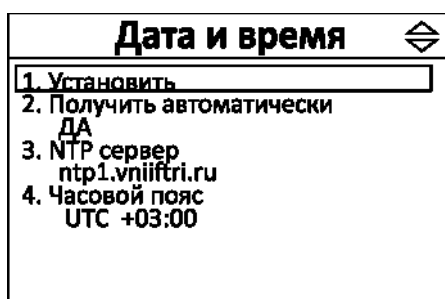 Дата и время
1. Установить
2. Получить автоматически
ДА
3. NTP сервер
ntp1.vniiftri.ru
4. Часовой пояс
UTC +03:00